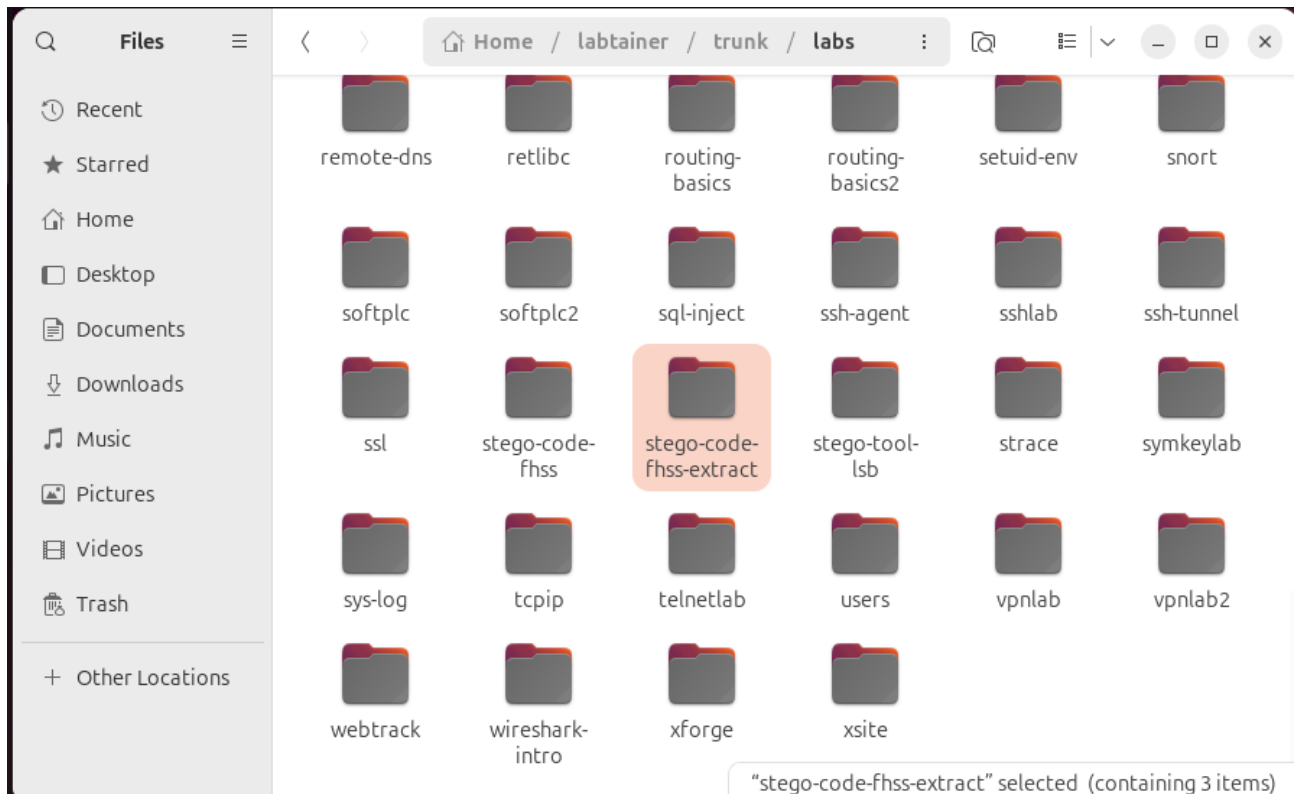 Files
Home / labtainer / trunk / labs
Recent
Starred
Home
Desktop
Documents
Downloads
Music
Pictures
Videos
Trash
+ Other Locations
remote-dns
retlibc
routing-
basics
routing-
basics2
setuid-env
snort
softplc
softplc2
sql-inject
ssh-agent
sshlab
ssh-tunnel
ssl
stego-code-
fhss
stego-code-
fhss-extract
stego-tool-
lsb
strace
symkeylab
sys-log
tcpip
telnetlab
users
vpnlab
vpnlab2
webtrack
wireshark-
intro
xforge
xsite
“stego-code-fhss-extract” selected (containing 3 items)